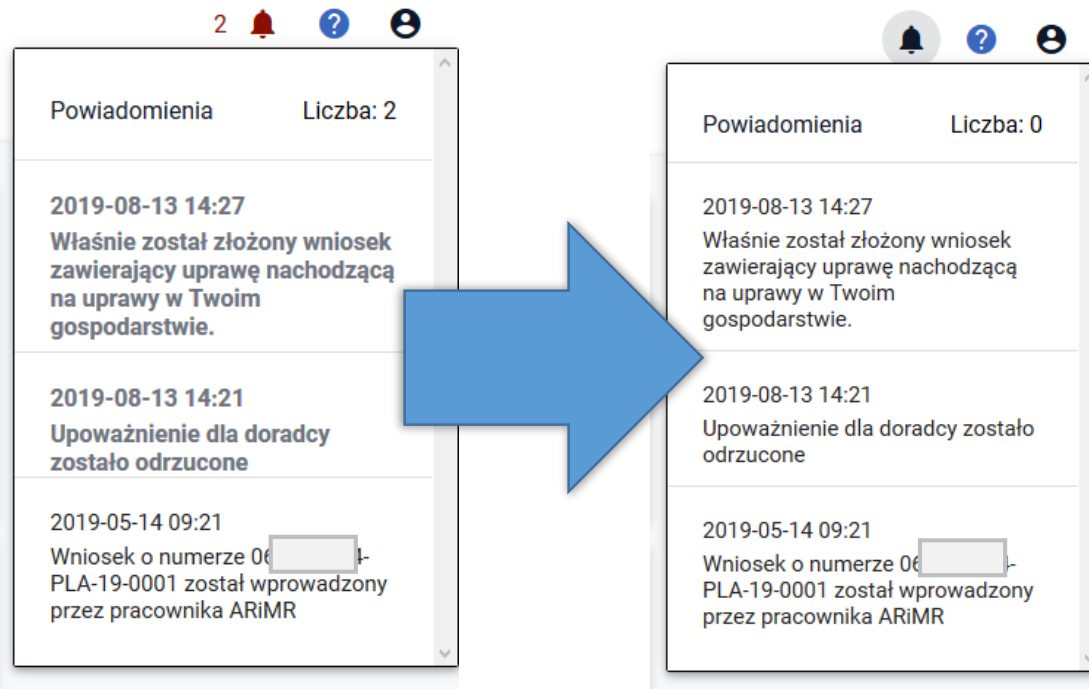 2
Powiadomienia Liczba: 2
2019-08-13 14:27
Właśnie został złożony wniosek
zawierający uprawę nachodzącą
na uprawy w Twoim
gospodarstwie.
2019-08-13 14:21
Upoważnienie dla doradcy
zostało odrzucone
2019-05-14 09:21
Wniosek o numerze
PLA-19-0001 został wprowadzony
przez pracownika ARiMR
Powiadomienia Liczba: 0
2019-08-13 14:27
Właśnie został złożony wniosek
zawierający uprawę nachodzącą
na uprawy w Twoim
gospodarstwie.
2019-08-13 14:21
Upoważnienie dla doradcy zostało
odrzucone
2019-05-14 09:21
Wniosek o numerze
PLA-19-0001 został wprowadzony
przez pracownika ARiMR